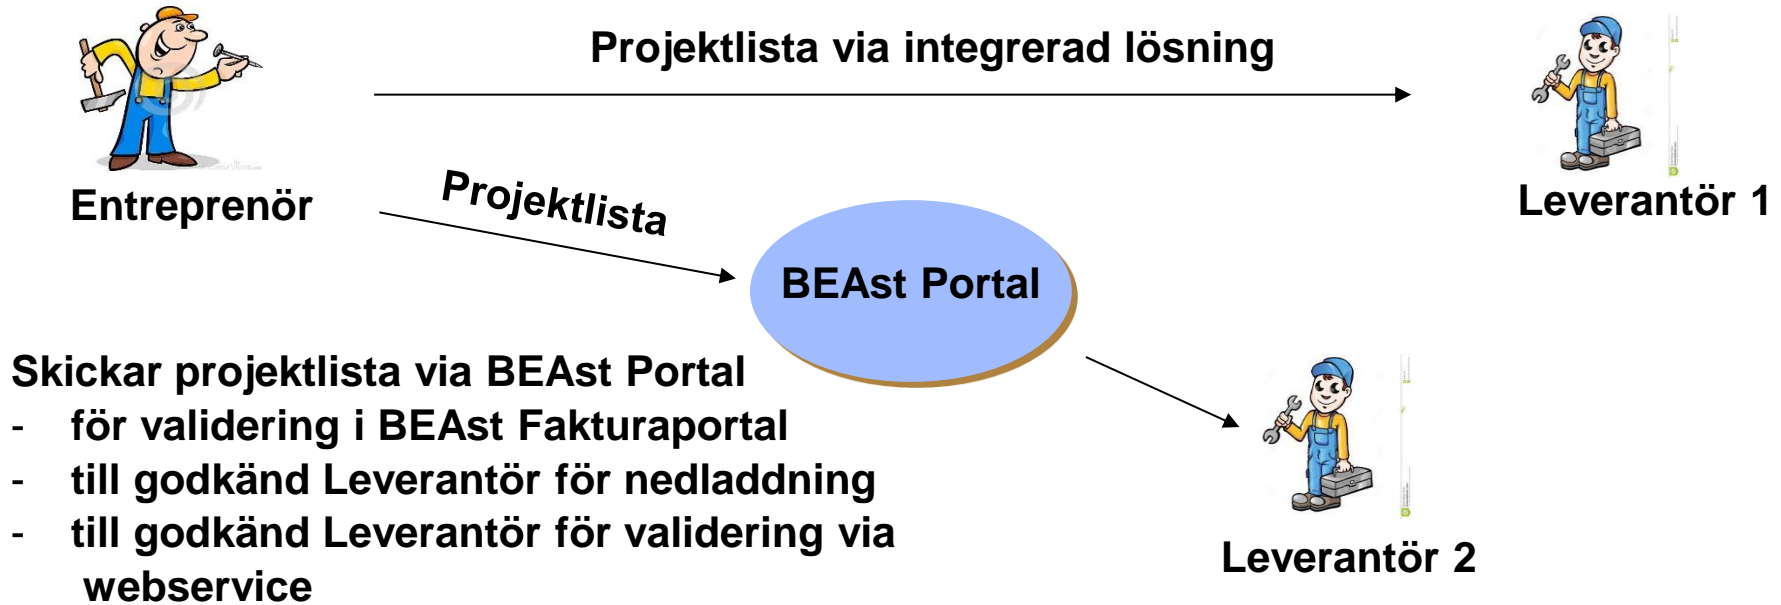 Projektlista via integrerad lösning
Entreprenör
Leverantör 1
Projektlista
BEAst Portal
Skickar projektlista via BEAst Portal
- för validering i BEAst Fakturaportal
- till godkänd Leverantör för nedladdning
- till godkänd Leverantör för validering via
webservice
Leverantör 2